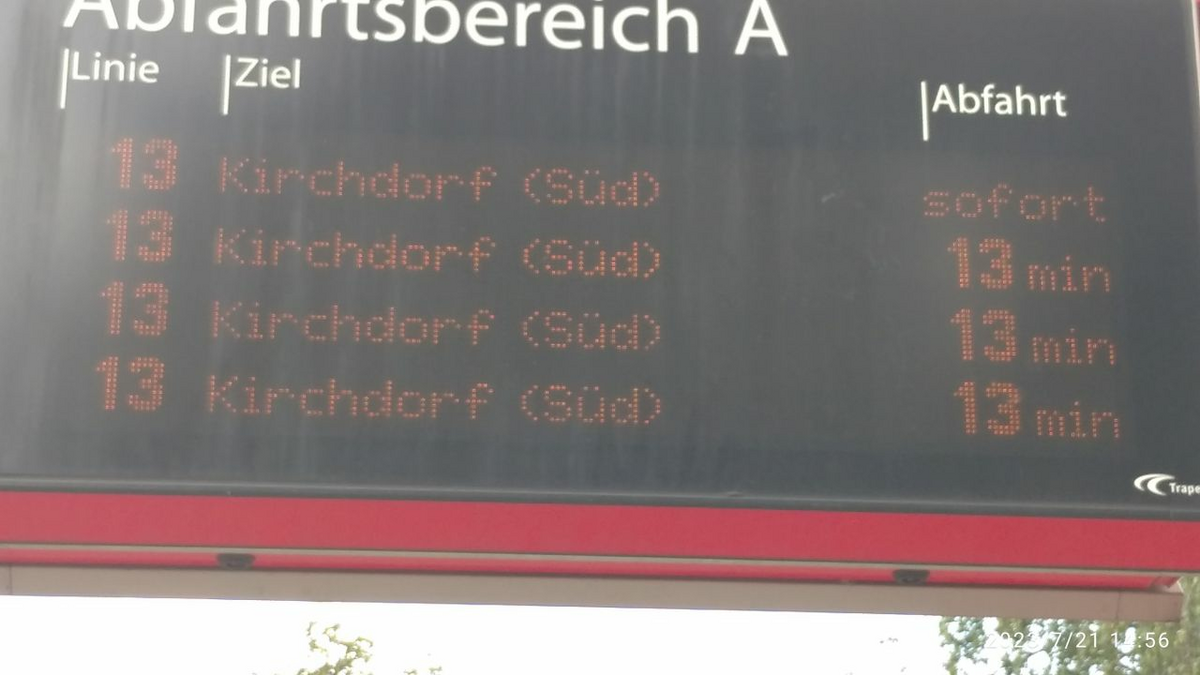 Abfahrtsbereich A
Linie Ziel Abfahrt
13 Kirchdorf (Süd) sofort
13 Kirchdorf (Süd) 13 min
13 Kirchdorf (Süd) 13 min
13 Kirchdorf (Süd) 13 min
Trape